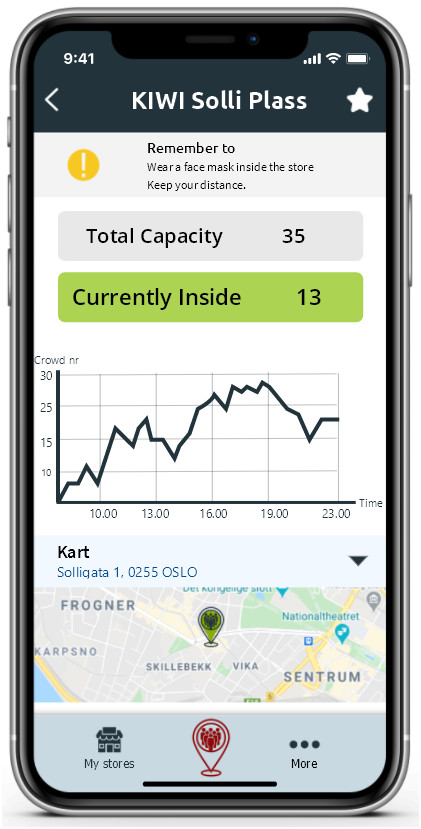 9:41
KIWI Solli Plass
Remember to
Wear a face mask inside the store
Keep your distance.
Total Capacity 35
Currently Inside 13
Crowd nr
30
25
15
10
Time
10.00 13.00 16.00 19.00 23.00
Kart
Solligata 1, 0255 OSLO
Det kongelige slott
FROGNER
Nationaltheatret
KARPSNO
SKILLEBEKK VIKA
SENTRUM
My stores More